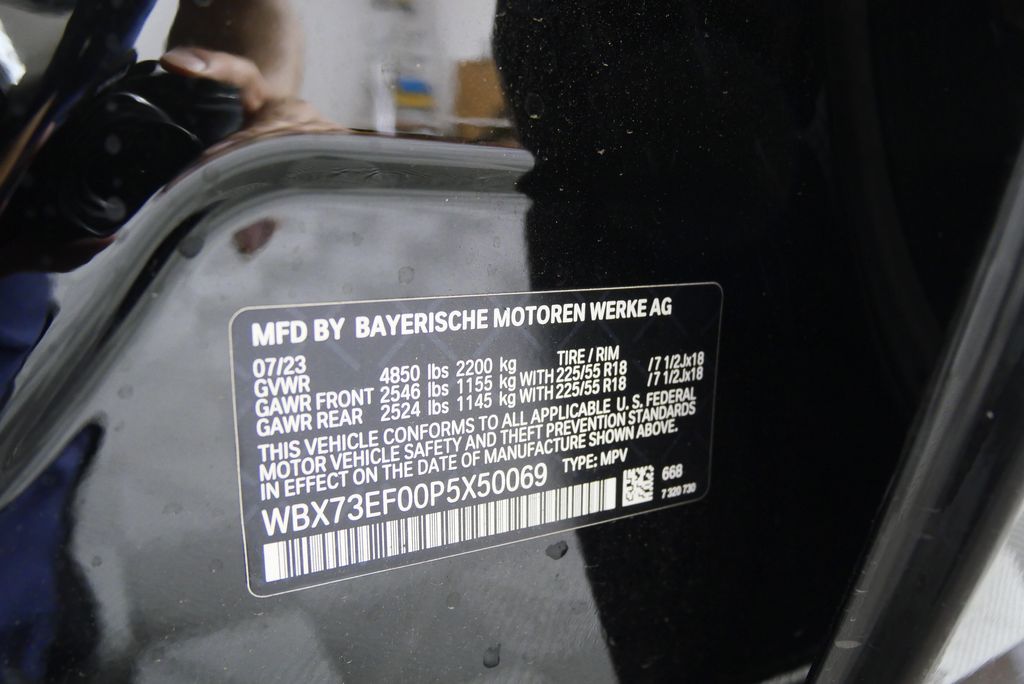 MFD BY BAYERISCHE MOTOREN WERKE AG
07/23 TIRE / RIM
GVWR 4850 lbs 2200 kg
GAWR FRONT 2546 lbs 1155 kg WITH 225/55 R18 /7 1/2Jx18
GAWR REAR 2524 lbs 1145 kg WITH 225/55 R18 /7 1/2Jx18
THIS VEHICLE CONFORMS TO ALL APPLICABLE U. S. FEDERAL
MOTOR VEHICLE SAFETY AND THEFT PREVENTION STANDARDS
IN EFFECT ON THE DATE OF MANUFACTURE SHOWN ABOVE.
WBX73EF00P5X50069 TYPE: MPV
668
7 320 730